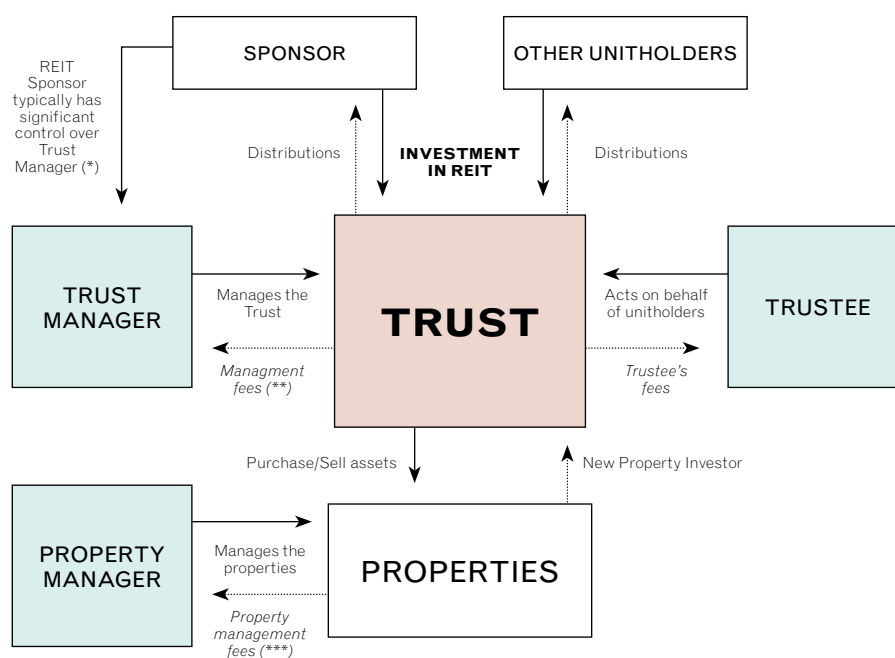 SPONSOR
OTHER UNITHOLDERS
REIT
Sponsor
typically has
significant
control over
Trust
Manager (*)
Distributions
INVESTMENT
IN REIT
Distributions
TRUST
MANAGER
Manages the
Trust
Managment
fees (**)
TRUST
Acts on behalf
of unitholders
Trustee's
fees
TRUSTEE
Purchase/Sell assets
New Property Investor
PROPERTY
MANAGER
Manages the
properties
Property
management
fees (***)
PROPERTIES